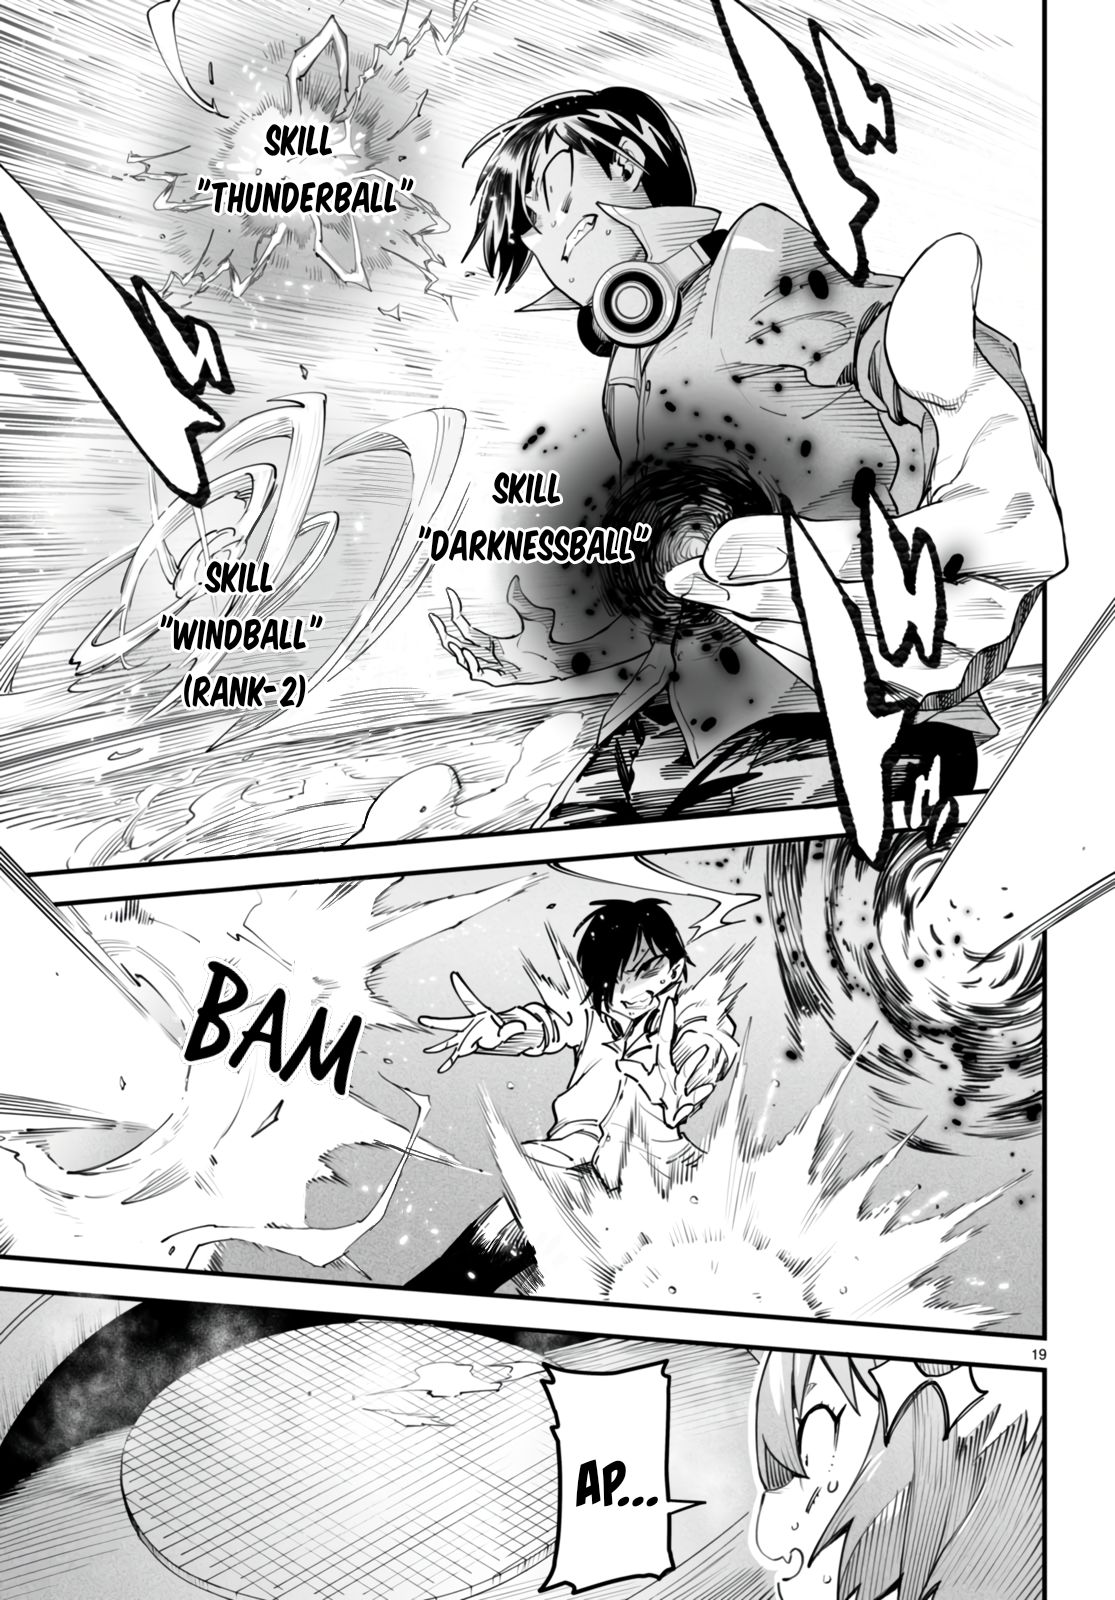 SKILL
"THUNDERBALL"
SKILL
"DARKNESSBALL"
SKILL
"WINDBALL"
(RANK-2)
BAM
19
AP...